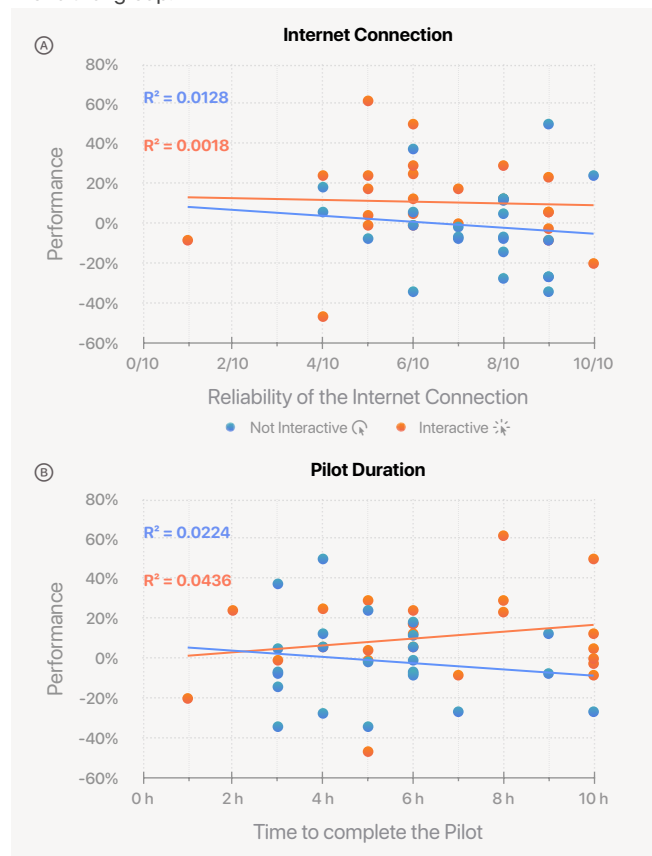 A
Internet Connection
80%
60%
40%
20%
0%
-20%
-40%
-60%
Performance
R² = 0.0128
R² = 0.0018
0/10 2/10 4/10 6/10 8/10 10/10
Reliability of the Internet Connection
Not Interactive Interactive
B
Pilot Duration
80%
60%
40%
20%
0%
-20%
-40%
-60%
Performance
R² = 0.0224
R² = 0.0436
0 h 2 h 4 h 6 h 8 h 10 h
Time to complete the Pilot